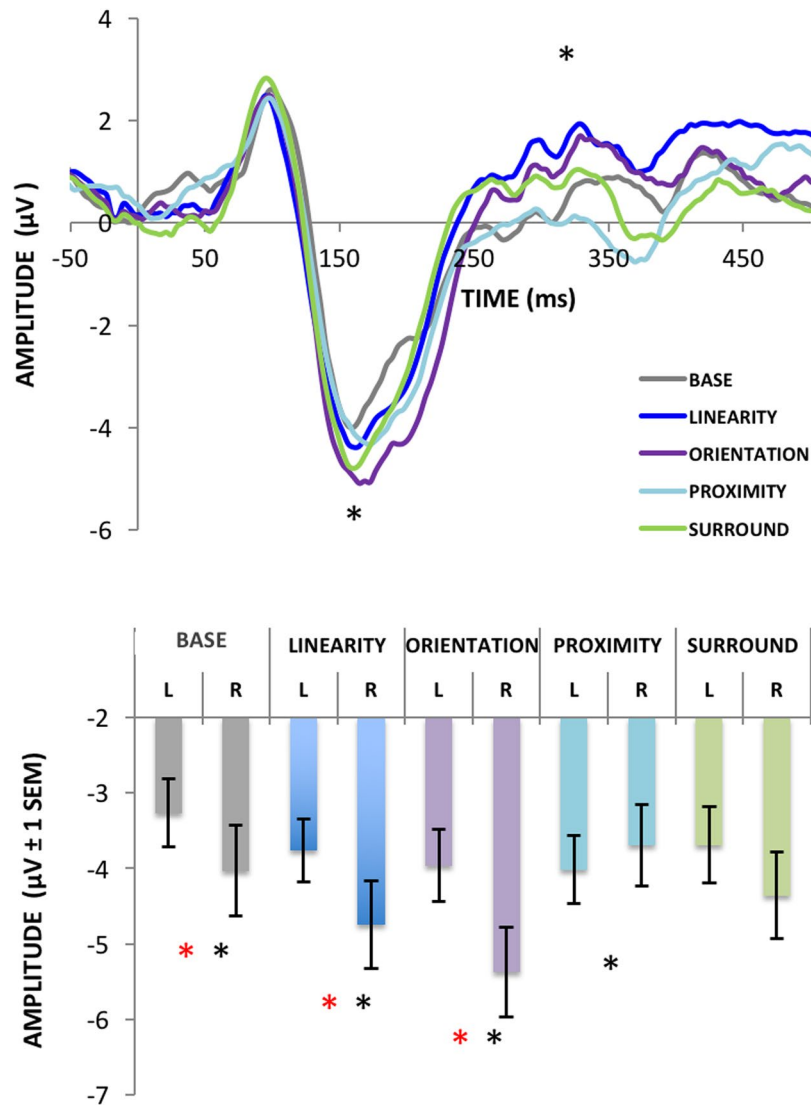 4
*
2
AMPLITUDE (µV)
0
-50 50 150 250 350 450
TIME (ms)
-2
BASE
LINEARITY
-4
ORIENTATION
PROXIMITY
*
-6
SURROUND
BASE LINEARITY ORIENTATION PROXIMITY SURROUND
L R L R L R L R L R
-2
AMPLITUDE (µV ± 1 SEM)
-3
-4
-5
* * *
* *
-6
* *
-7